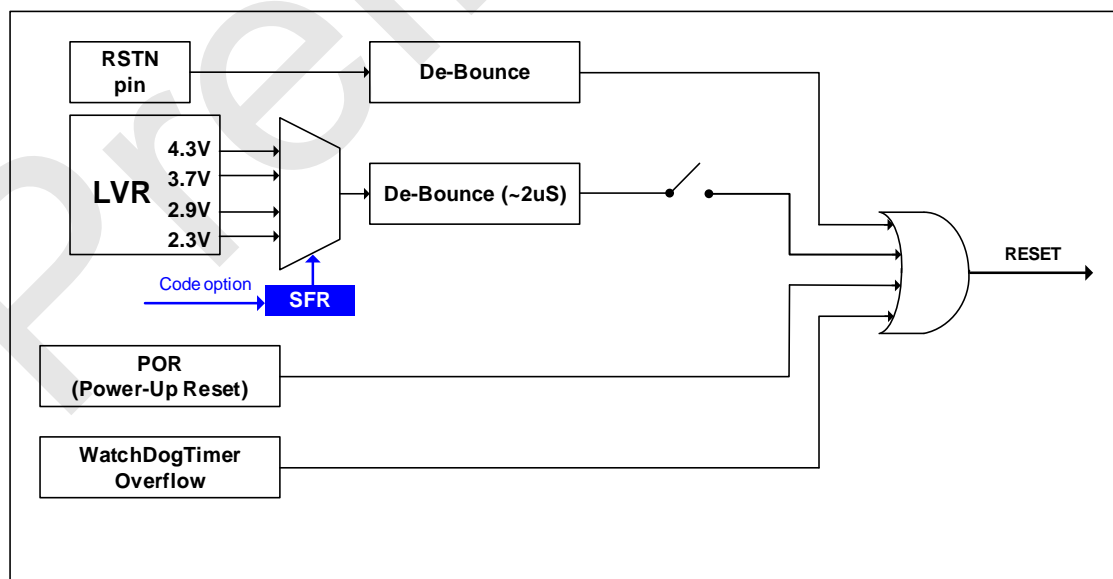 RSTN
pin
De-Bounce
LVR
4.3V
3.7V
2.9V
2.3V
De-Bounce (~2uS)
Code option
SFR
RESET
POR
(Power-Up Reset)
WatchDogTimer
Overflow